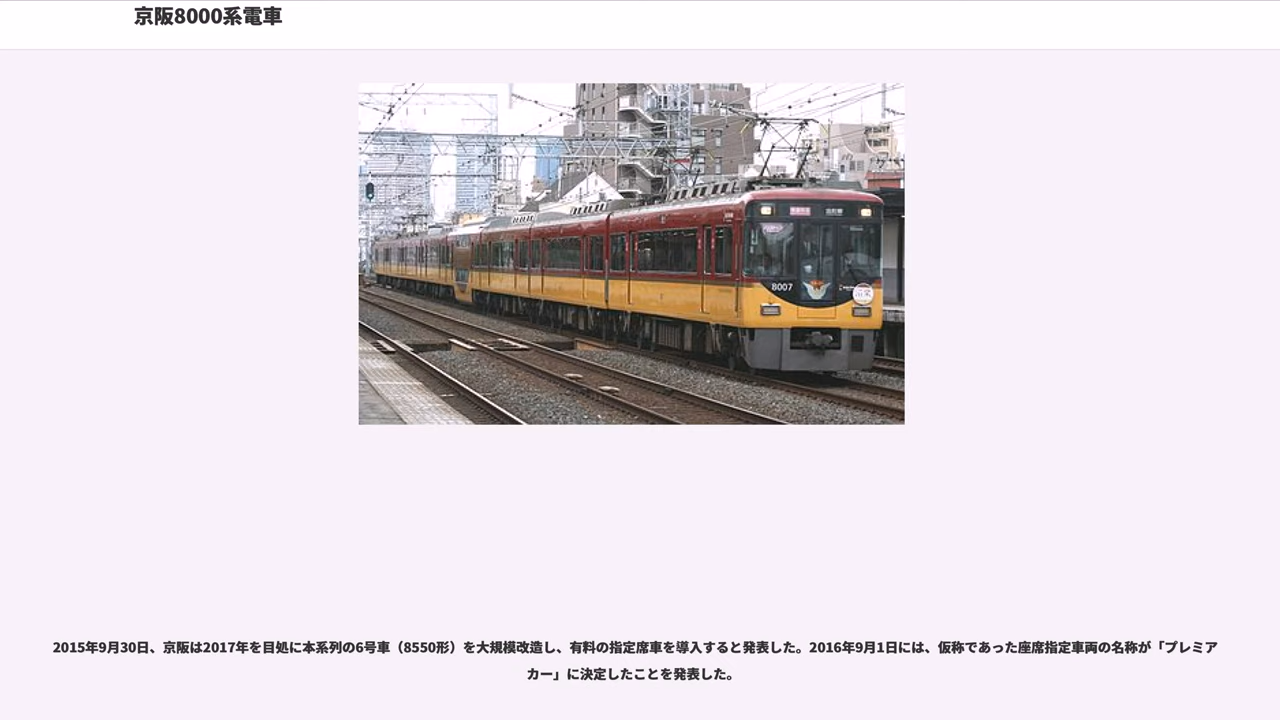 京阪8000系電車
8007
2015年9月30日、京阪は2017年を目処に本系列の6号車（8550形）を大規模改造し、有料の指定席車を導入すると発表した。2016年9月1日には、仮称であった座席指定車両の名称が「プレミア
カー」に決定したことを発表した。